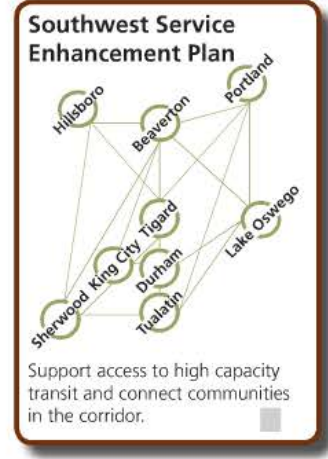 Southwest Service
Enhancement Plan
Portland
Hillsboro
Beaverton
Tigard
Lake Oswego
King City
Durham
Sherwood
Tualatin
Support access to high capacity
transit and connect communities
in the corridor.